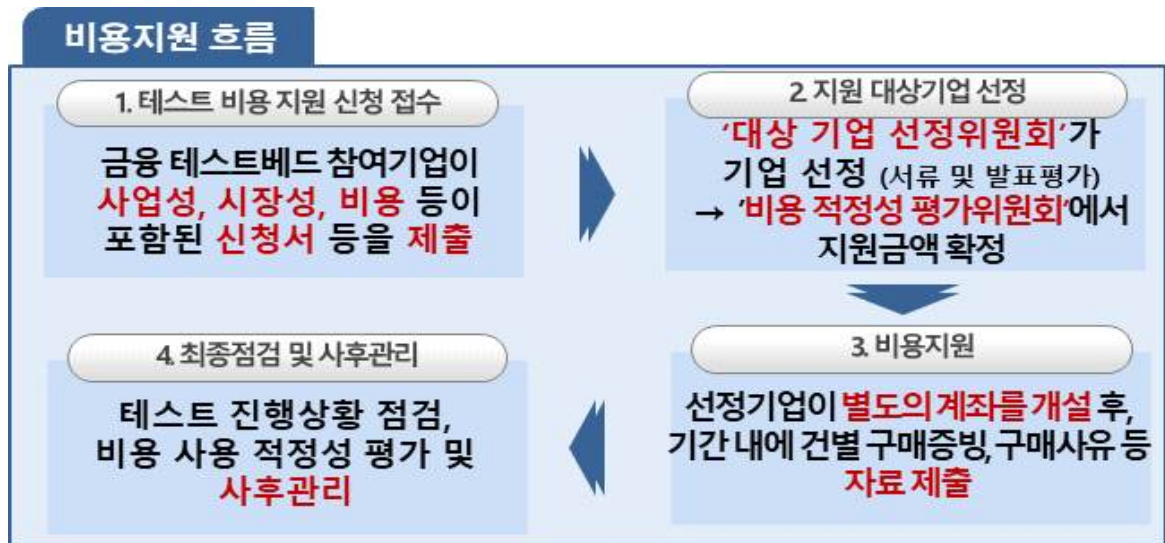 비용지원 흐름
1. 테스트 비용 지원 신청 접수
금융 테스트베드 참여기업이
사업성, 시장성, 비용 등이
포함된 신청서 등을 제출
2. 지원 대상기업 선정
‘대상 기업 선정위원회’가
기업 선정 (서류 및 발표평가)
→ ‘비용 적정성 평가위원회’에서
지원금액 확정
3. 비용지원
선정기업이 별도의 계좌를 개설 후,
기간 내에 건별 구매증빙, 구매사유 등
자료 제출
4. 최종점검 및 사후관리
테스트 진행상황 점검,
비용 사용 적정성 평가 및
사후관리